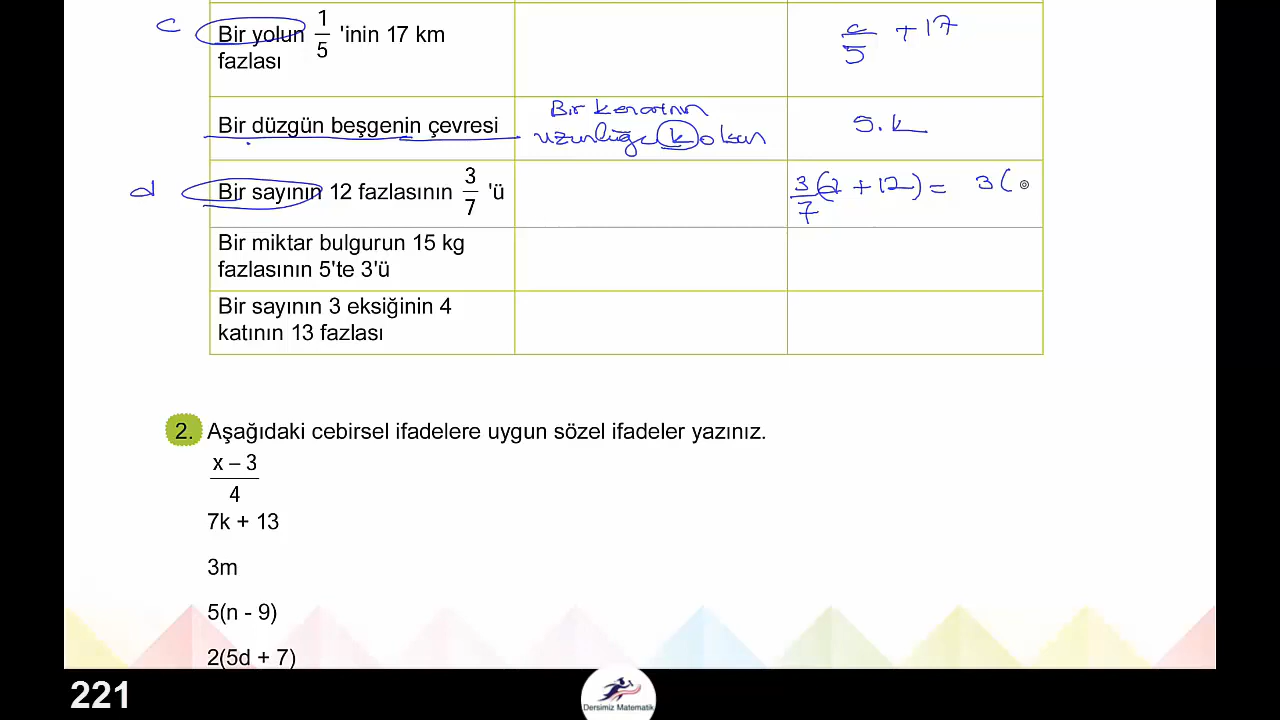 c Bir yolun 1/5 'inin 17 km c/5 + 17
fazlası
Bir düzgün beşgenin çevresi Bir kenarının 5.k
uzunluğu k olsun
d Bir sayının 12 fazlasının 3/7 'ü 3/7(d + 12) = 3(
Bir miktar bulgurun 15 kg
fazlasının 5'te 3'ü
Bir sayının 3 eksiğinin 4
katının 13 fazlası
2. Aşağıdaki cebirsel ifadelere uygun sözel ifadeler yazınız.
x – 3
4
7k + 13
3m
5(n - 9)
2(5d + 7)
221
Dersimiz Matematik